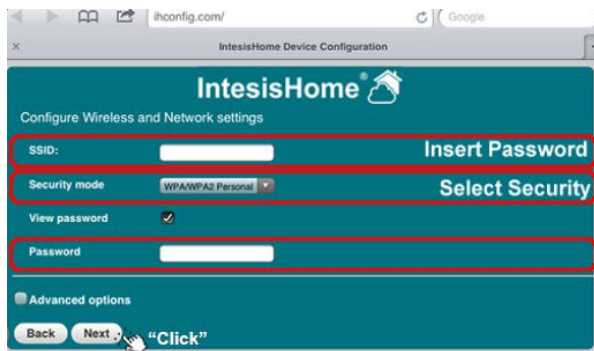 ihconfig.com/ Google
× IntesisHome Device Configuration
IntesisHome®
Configure Wireless and Network settings
SSID: Insert Password
Security mode WPA/WPA2 Personal Select Security
View password
Password
Advanced options
Back Next "Click"